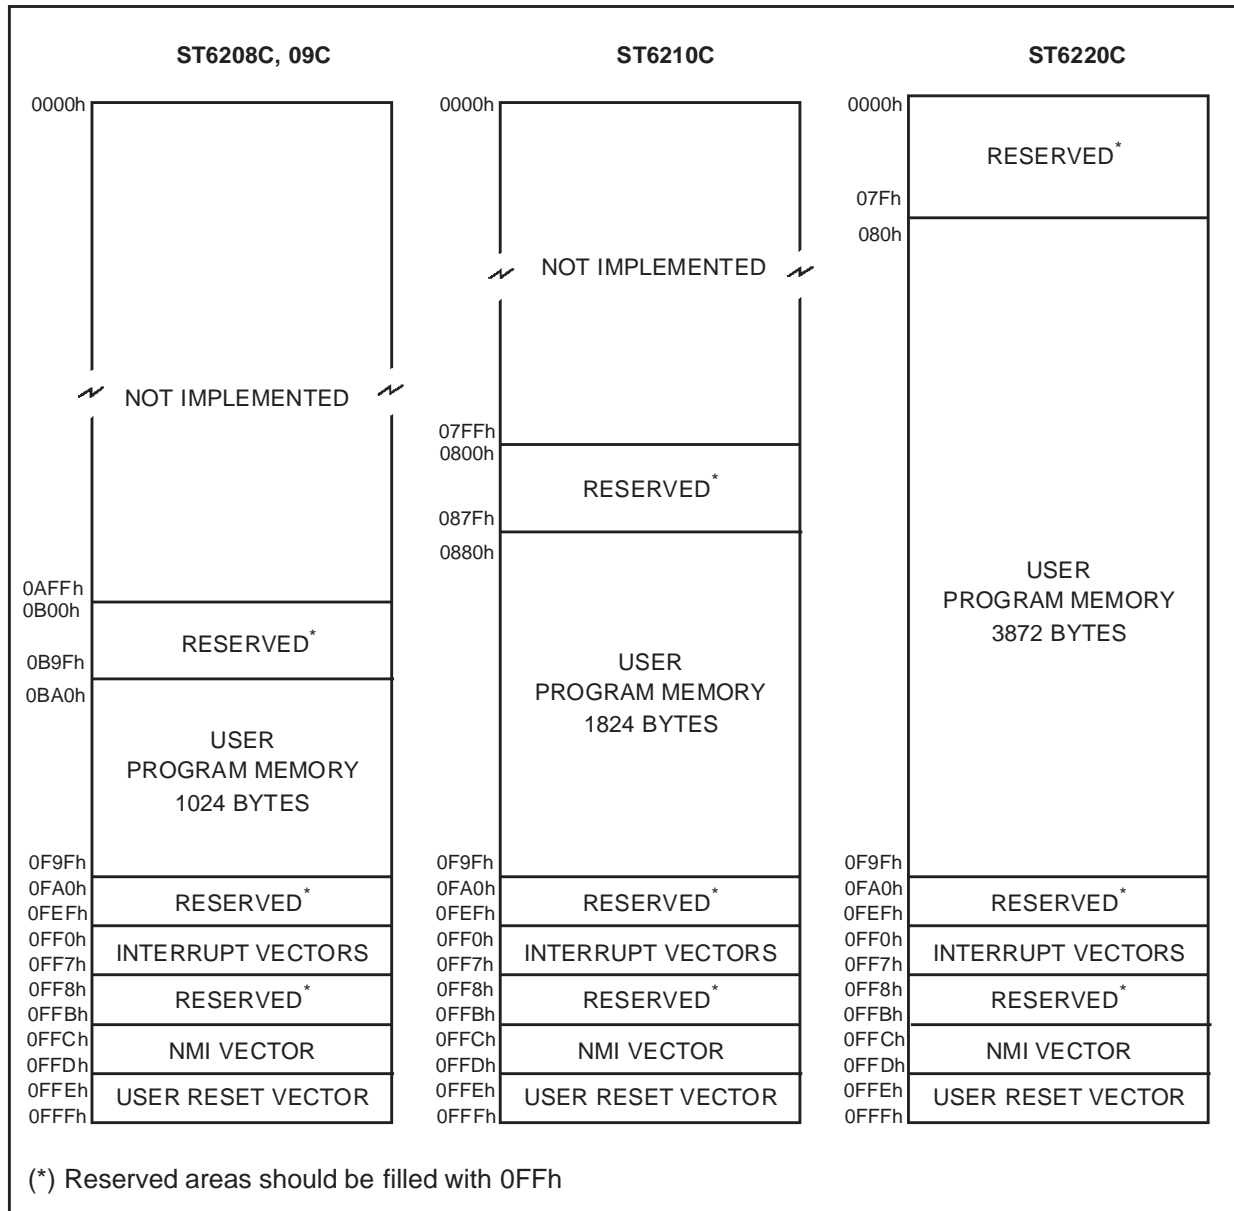 ST6208C, 09C
0000h
NOT IMPLEMENTED
0AFFh
0B00h
RESERVED*
0B9Fh
0BA0h
USER
PROGRAM MEMORY
1024 BYTES
0F9Fh
0FA0h
RESERVED*
0FEFh
0FF0h
INTERRUPT VECTORS
0FF7h
0FF8h
RESERVED*
0FFBh
0FFCh
NMI VECTOR
0FFDh
0FFEh
USER RESET VECTOR
0FFFh
ST6210C
0000h
NOT IMPLEMENTED
07FFh
0800h
RESERVED*
087Fh
0880h
USER
PROGRAM MEMORY
1824 BYTES
0F9Fh
0FA0h
RESERVED*
0FEFh
0FF0h
INTERRUPT VECTORS
0FF7h
0FF8h
RESERVED*
0FFBh
0FFCh
NMI VECTOR
0FFDh
0FFEh
USER RESET VECTOR
0FFFh
ST6220C
0000h
RESERVED*
07Fh
080h
USER
PROGRAM MEMORY
3872 BYTES
0F9Fh
0FA0h
RESERVED*
0FEFh
0FF0h
INTERRUPT VECTORS
0FF7h
0FF8h
RESERVED*
0FFBh
0FFCh
NMI VECTOR
0FFDh
0FFEh
USER RESET VECTOR
0FFFh
(*) Reserved areas should be filled with 0FFh